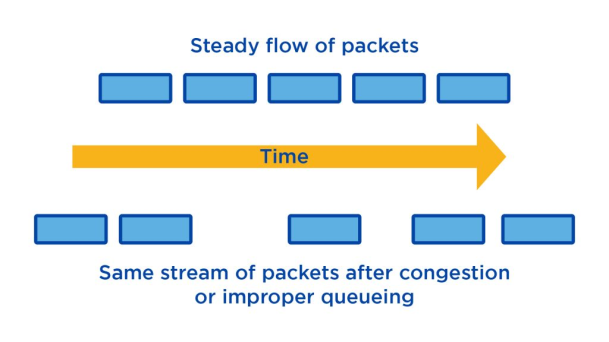 Steady flow of packets
Time
Same stream of packets after congestion
or improper queueing